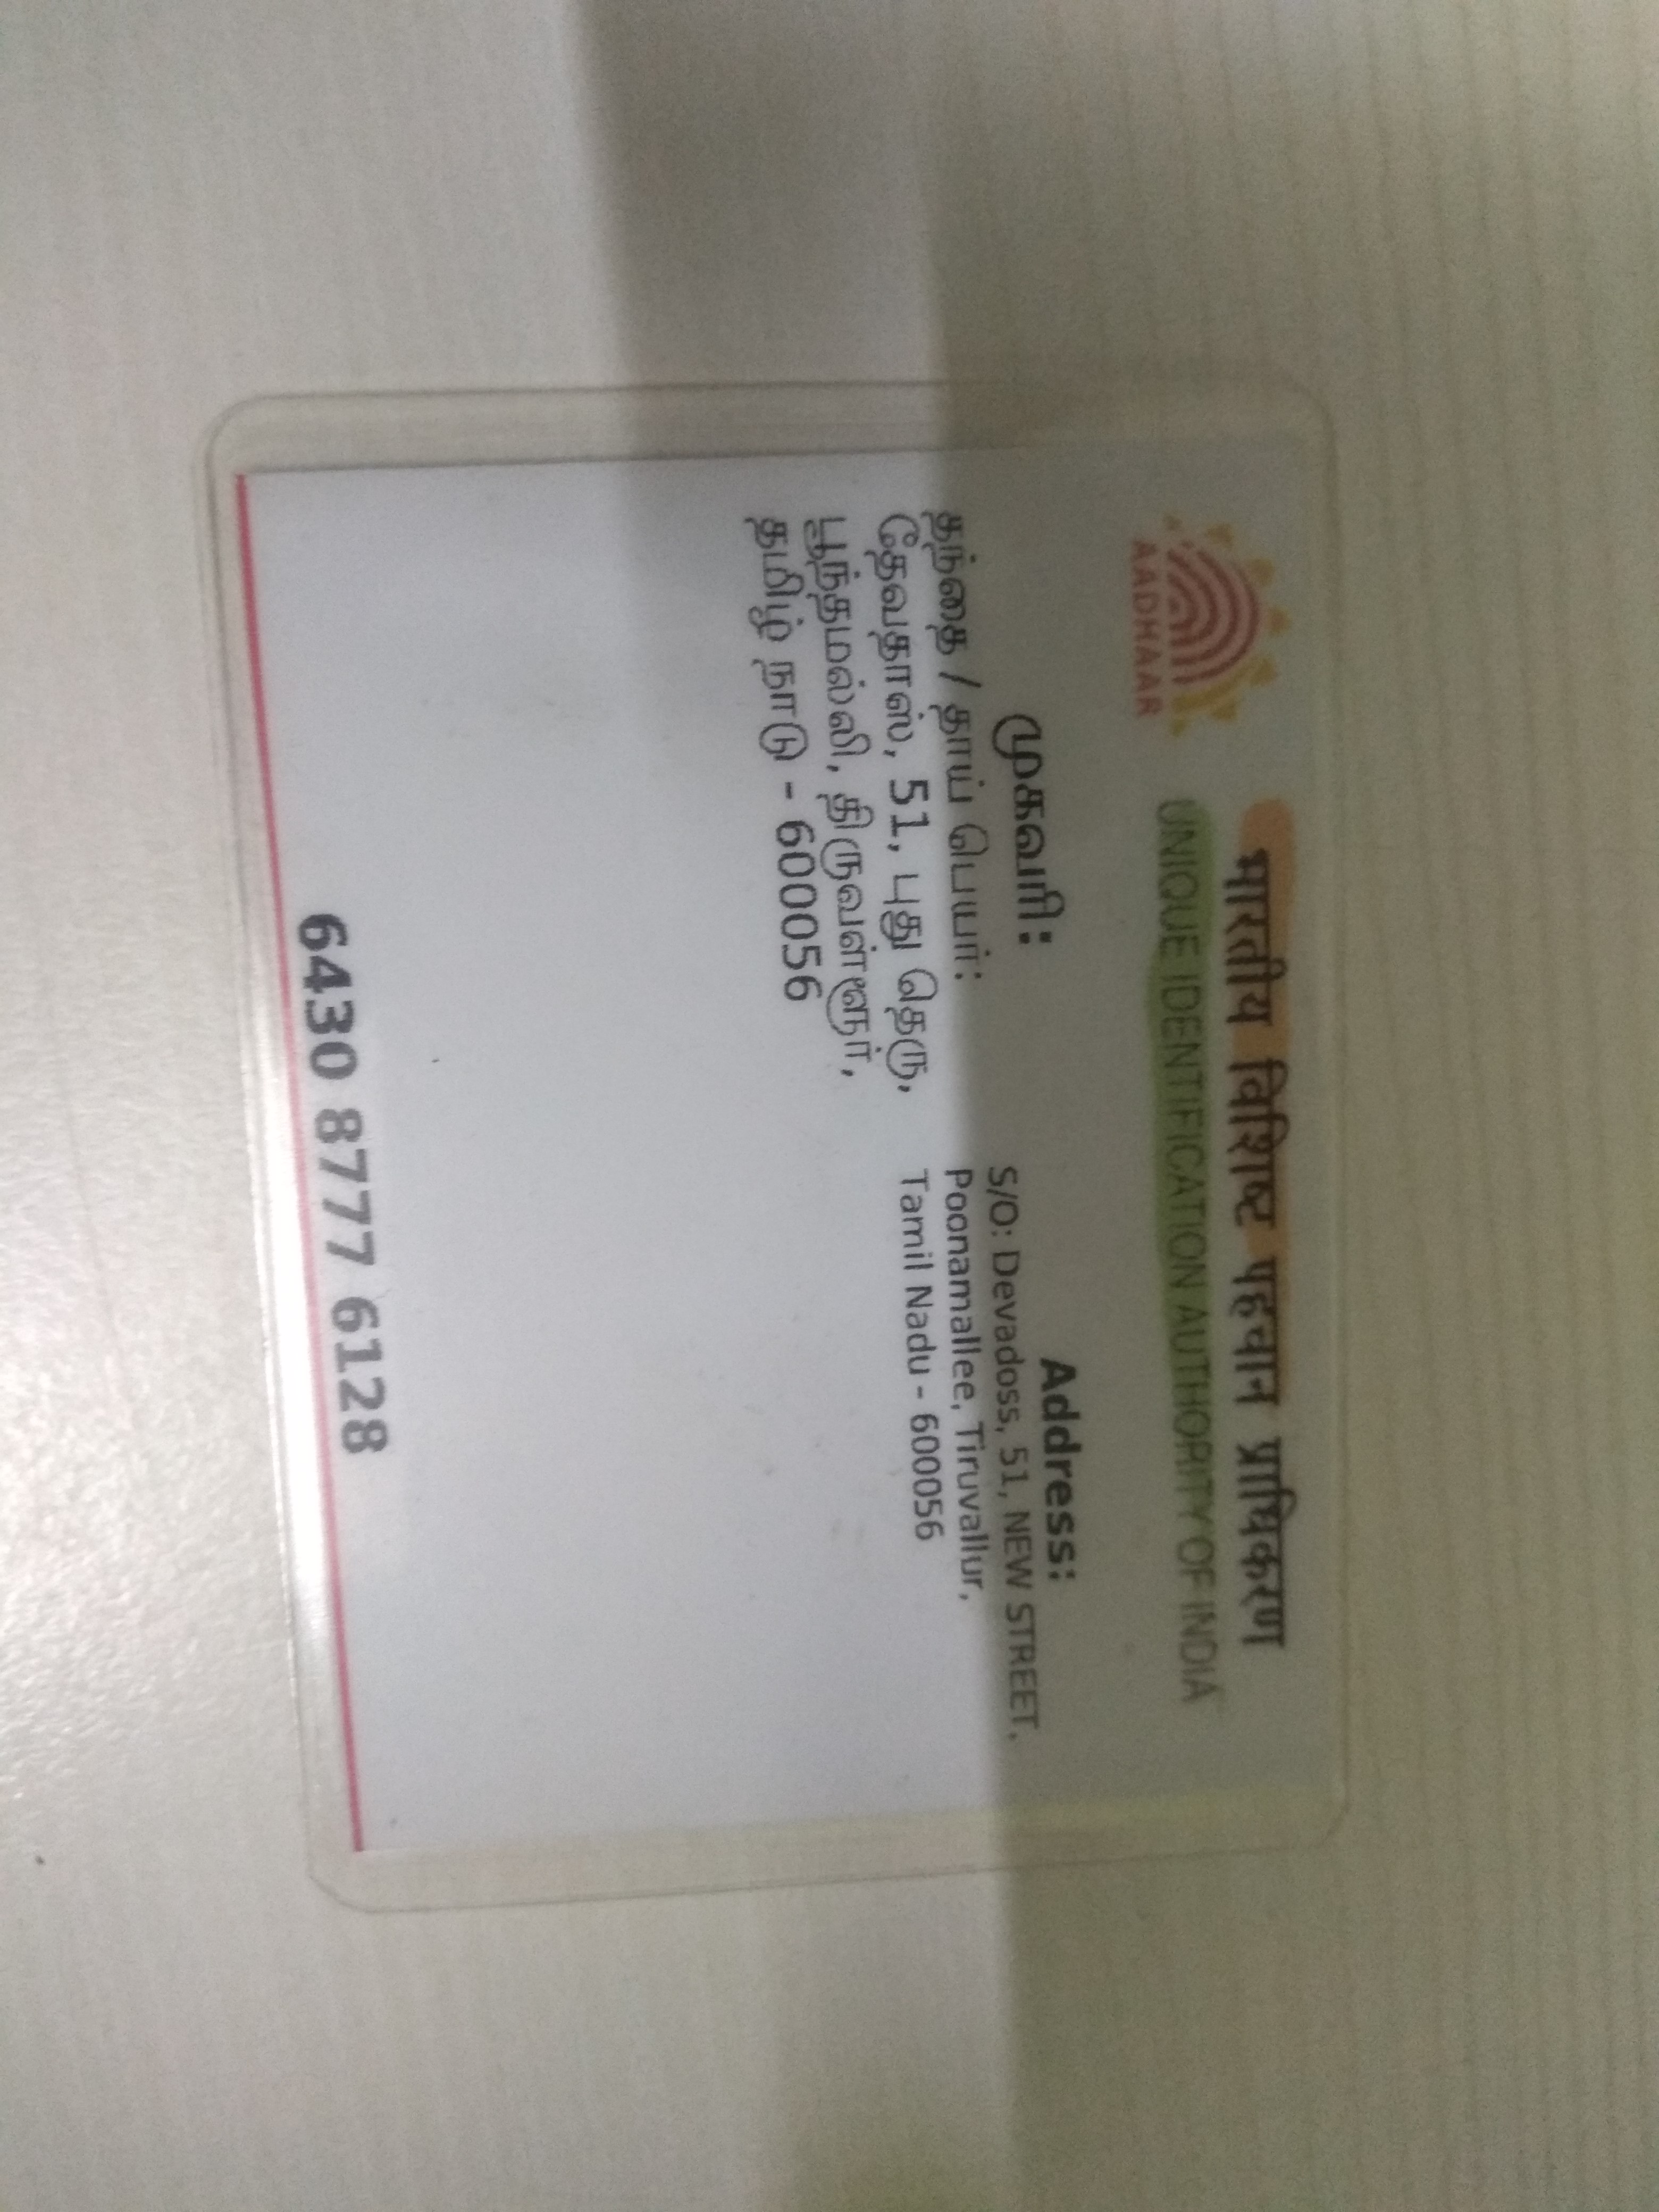 भारतीय विशिष्ट पहचान प्राधिकरण
UNIQUE IDENTIFICATION AUTHORITY OF INDIA
AADHAAR
முகவரி:
தந்தை / தாய் பெயர்:
தேவதாஸ், 51, புது தெரு,
பூந்தமல்லி, திருவள்ளூர்,
தமிழ் நாடு - 600056
Address:
S/O: Devadoss, 51, NEW STREET,
Poonamallee, Tiruvallur,
Tamil Nadu - 600056
6430 8777 6128